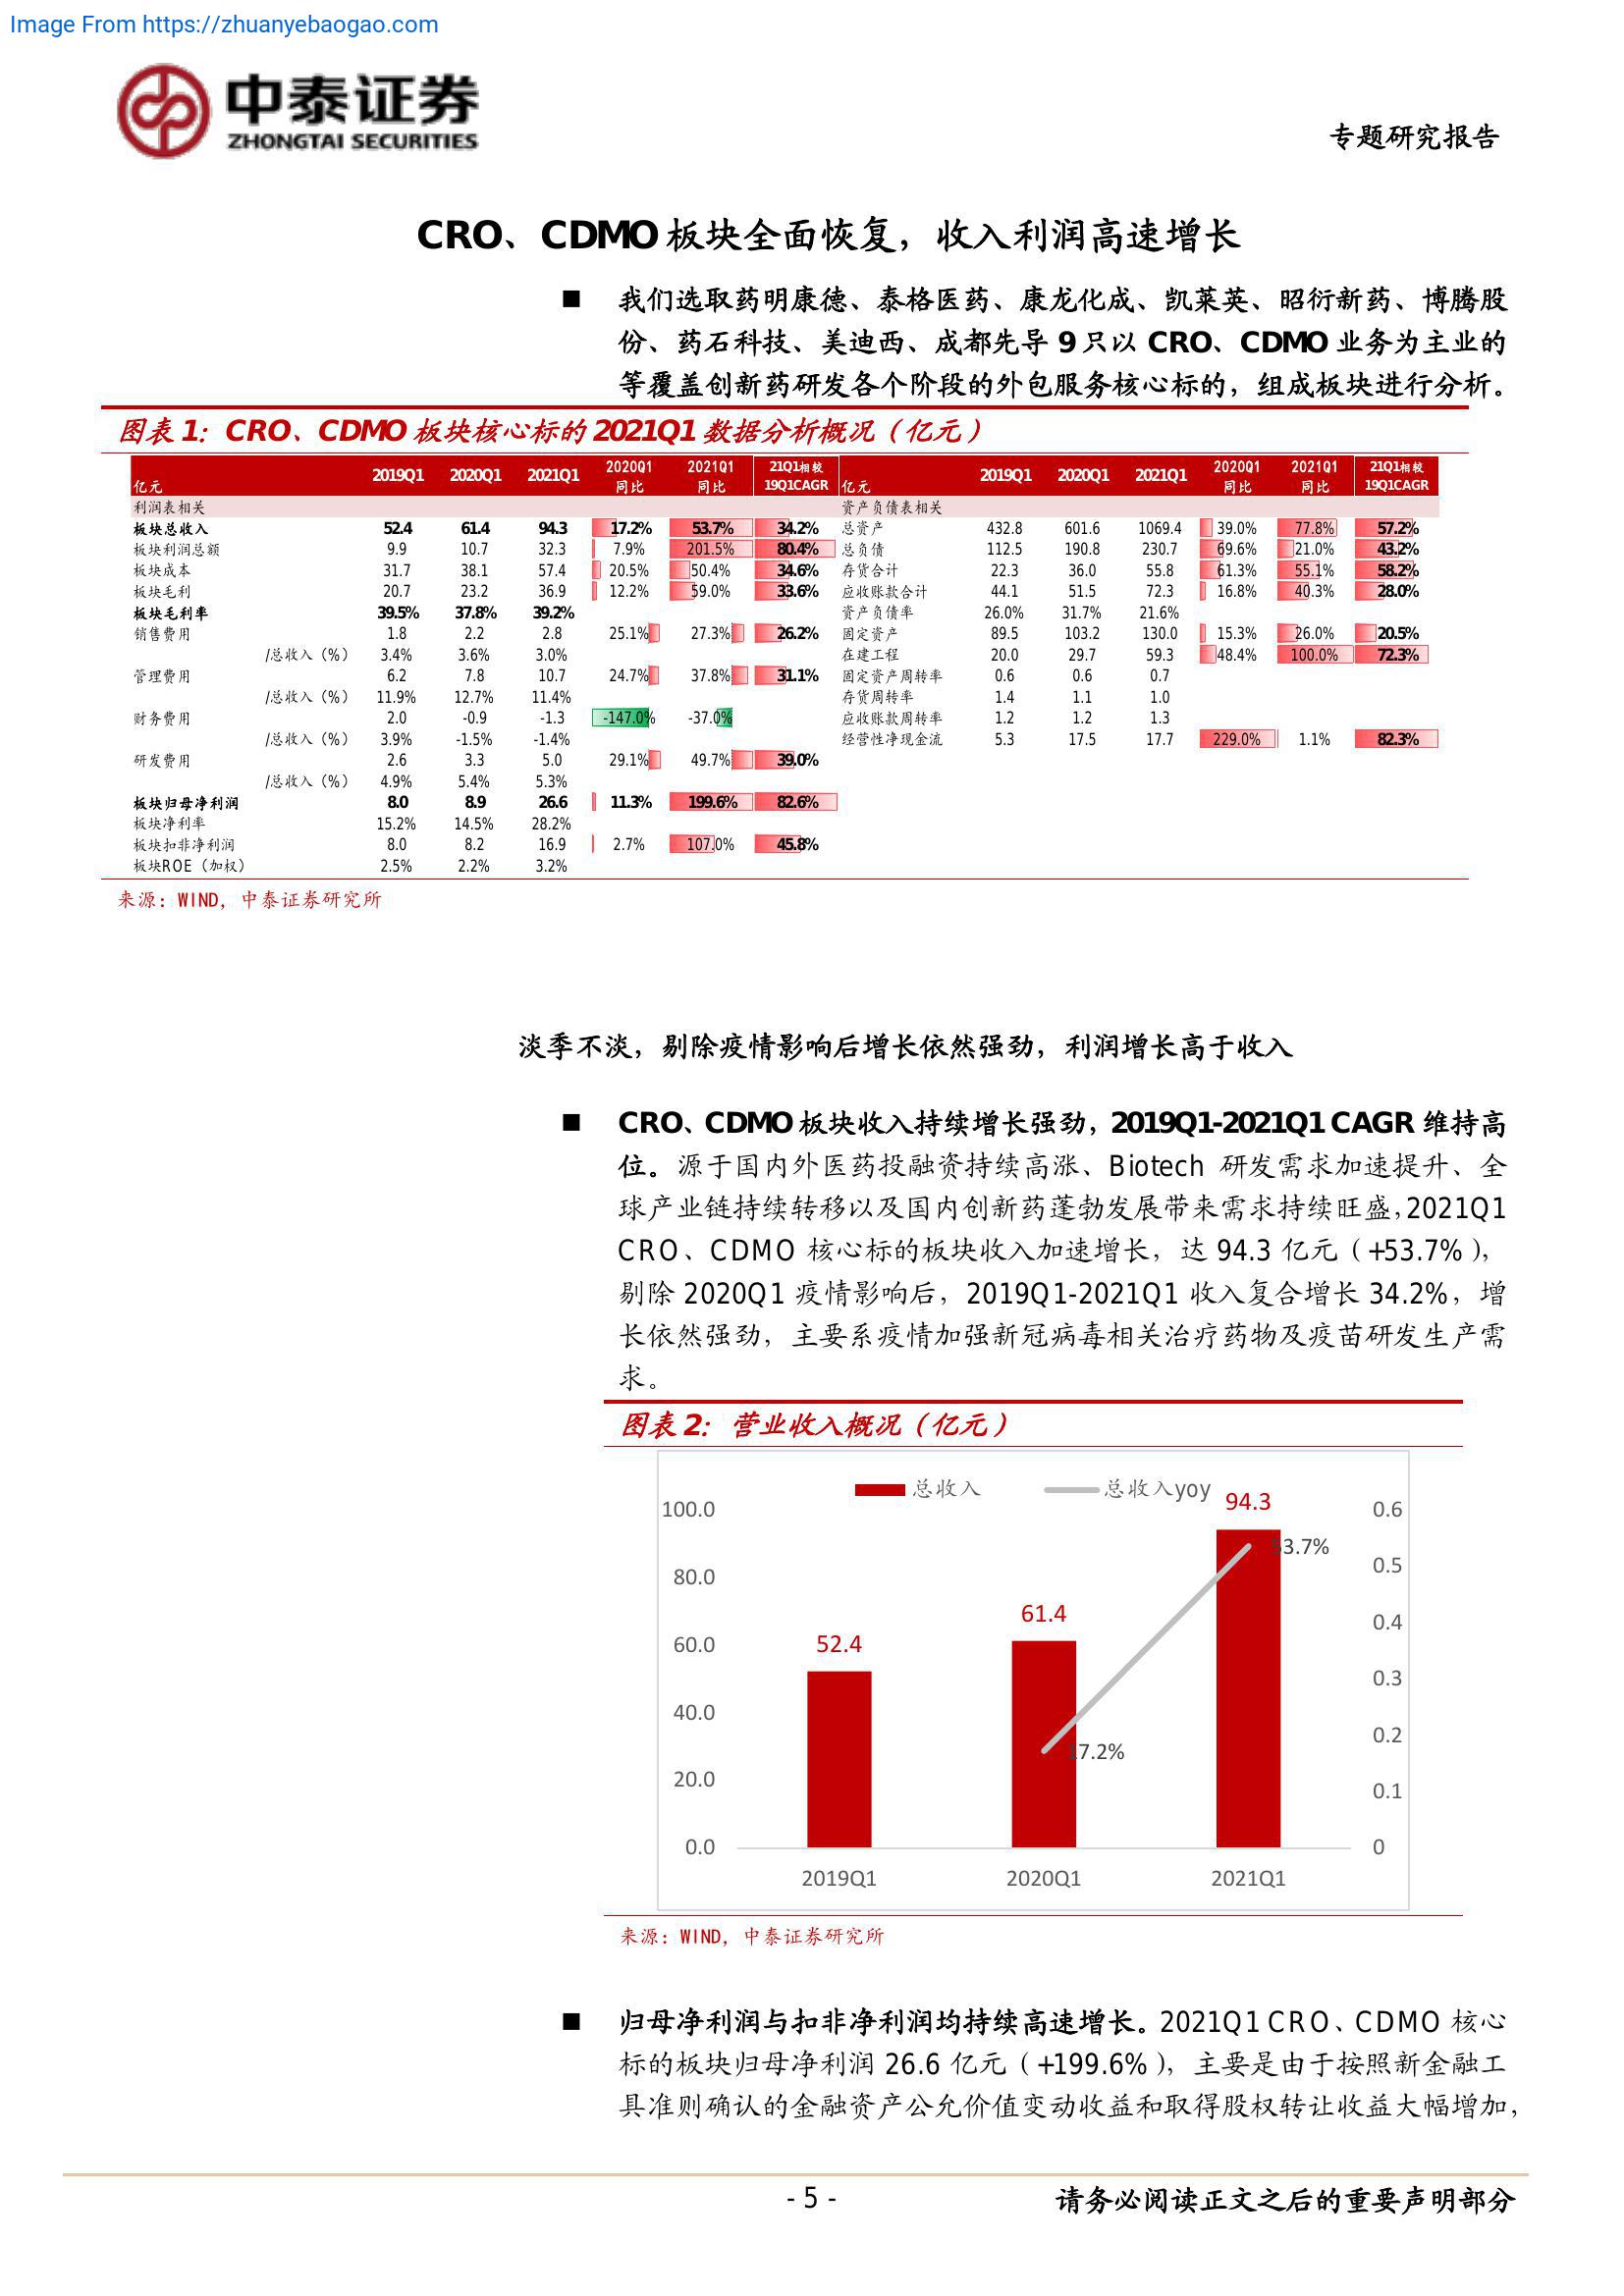 Image From https://zhuanyebaogao.com
中泰证券
ZHONGTAI SECURITIES
专题研究报告
CRO、CDMO 板块全面恢复，收入利润高速增长
■ 我们选取药明康德、泰格医药、康龙化成、凯莱英、昭衍新药、博腾股
份、药石科技、美迪西、成都先导 9 只以 CRO、CDMO 业务为主业的
等覆盖创新药研发各个阶段的外包服务核心标的，组成板块进行分析。
图表 1：CRO、CDMO 板块核心标的 2021Q1 数据分析概况（亿元）
亿元 2019Q1 2020Q1 2021Q1 2020Q1同比 2021Q1同比 21Q1相较19Q1CAGR 亿元 2019Q1 2020Q1 2021Q1 2020Q1同比 2021Q1同比 21Q1相较19Q1CAGR
利润表相关 资产负债表相关
板块总收入 52.4 61.4 94.3 17.2% 53.7% 34.2% 总资产 432.8 601.6 1069.4 39.0% 77.8% 57.2%
板块利润总额 9.9 10.7 32.3 7.9% 201.5% 80.4% 总负债 112.5 190.8 230.7 69.6% 21.0% 43.2%
板块成本 31.7 38.1 57.4 20.5% 50.4% 34.6% 存货合计 22.3 36.0 55.8 61.3% 55.1% 58.2%
板块毛利 20.7 23.2 36.9 12.2% 59.0% 33.6% 应收账款合计 44.1 51.5 72.3 16.8% 40.3% 28.0%
板块毛利率 39.5% 37.8% 39.2% 资产负债率 26.0% 31.7% 21.6%
销售费用 1.8 2.2 2.8 25.1% 27.3% 26.2% 固定资产 89.5 103.2 130.0 15.3% 26.0% 20.5%
/总收入（%） 3.4% 3.6% 3.0% 在建工程 20.0 29.7 59.3 48.4% 100.0% 72.3%
管理费用 6.2 7.8 10.7 24.7% 37.8% 31.1% 固定资产周转率 0.6 0.6 0.7
/总收入（%） 11.9% 12.7% 11.4% 存货周转率 1.4 1.1 1.0
财务费用 2.0 -0.9 -1.3 -147.0% -37.0% 应收账款周转率 1.2 1.2 1.3
/总收入（%） 3.9% -1.5% -1.4% 经营性净现金流 5.3 17.5 17.7 229.0% 1.1% 82.3%
研发费用 2.6 3.3 5.0 29.1% 49.7% 39.0%
/总收入（%） 4.9% 5.4% 5.3%
板块归母净利润 8.0 8.9 26.6 11.3% 199.6% 82.6%
板块净利率 15.2% 14.5% 28.2%
板块扣非净利润 8.0 8.2 16.9 2.7% 107.0% 45.8%
板块ROE（加权） 2.5% 2.2% 3.2%
来源：WIND，中泰证券研究所
淡季不淡，剔除疫情影响后增长依然强劲，利润增长高于收入
■ CRO、CDMO 板块收入持续增长强劲，2019Q1-2021Q1 CAGR 维持高
位。源于国内外医药投融资持续高涨、Biotech 研发需求加速提升、全
球产业链持续转移以及国内创新药蓬勃发展带来需求持续旺盛,2021Q1
CRO、CDMO 核心标的板块收入加速增长，达 94.3 亿元（+53.7%），
剔除 2020Q1 疫情影响后，2019Q1-2021Q1 收入复合增长 34.2%，增
长依然强劲，主要系疫情加强新冠病毒相关治疗药物及疫苗研发生产需
求。
图表 2：营业收入概况（亿元）
总收入 总收入yoy
100.0 94.3 0.6
53.7%
80.0 0.5
61.4 0.4
60.0 52.4 0.3
40.0 0.2
17.2%
20.0 0.1
0.0 0
2019Q1 2020Q1 2021Q1
来源：WIND，中泰证券研究所
■ 归母净利润与扣非净利润均持续高速增长。2021Q1 CRO、CDMO 核心
标的板块归母净利润 26.6 亿元（+199.6%），主要是由于按照新金融工
具准则确认的金融资产公允价值变动收益和取得股权转让收益大幅增加，
- 5 -
请务必阅读正文之后的重要声明部分